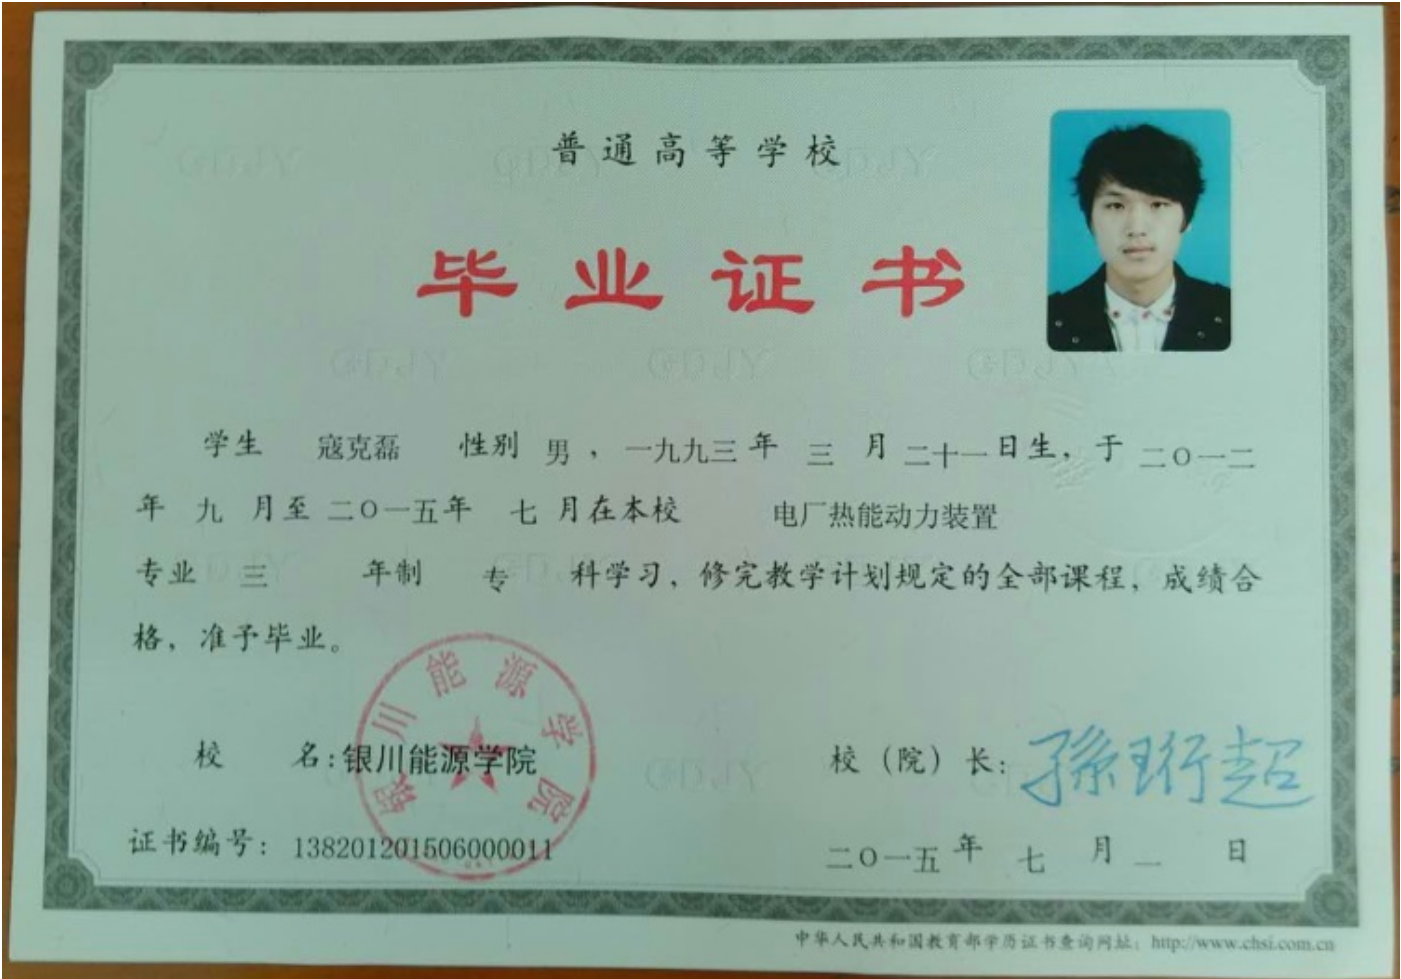 普通高等学校
毕业证书
学生 寇克磊 性别 男，一九九三年 三 月 二十一日生，于 二〇一二
年 九 月至 二〇一五年 七 月在本校 电厂热能动力装置
专业 三 年制 专 科学习，修完教学计划规定的全部课程，成绩合
格，准予毕业。
银川能源学院
校 名：银川能源学院 校（院）长：孫珩超
证书编号：138201201506000011 二〇一五年 七 月 一 日
中华人民共和国教育部学历证书查询网址：http://www.chsi.com.cn